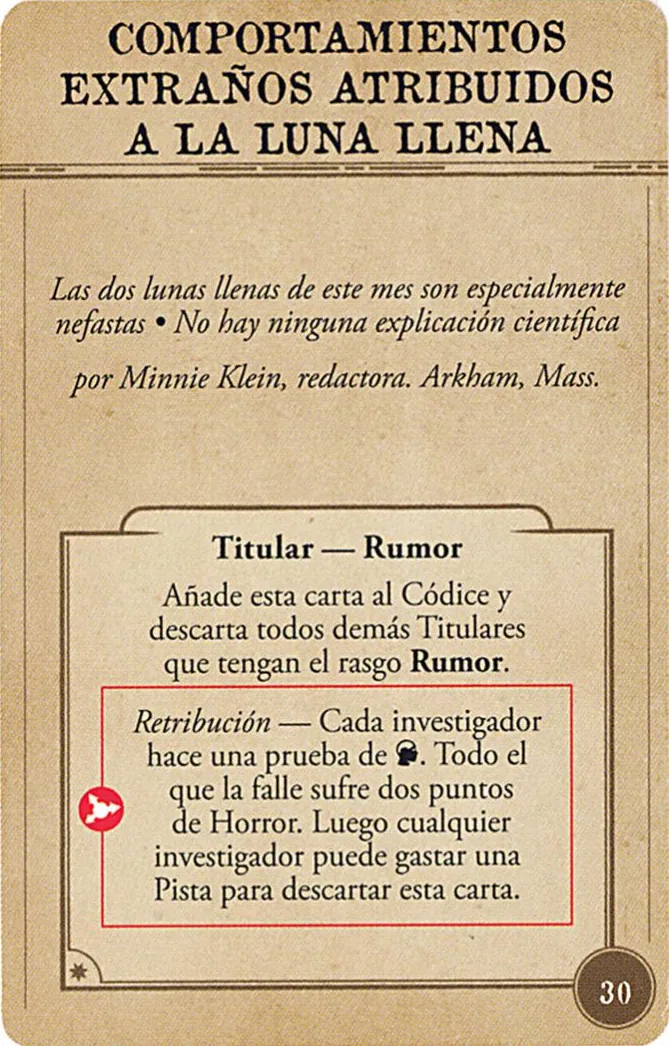 COMPORTAMIENTOS
EXTRAÑOS ATRIBUIDOS
A LA LUNA LLENA
Las dos lunas llenas de este mes son especialmente
nefastas • No hay ninguna explicación científica
por Minnie Klein, redactora. Arkham, Mass.
Titular — Rumor
Añade esta carta al Códice y
descarta todos demás Titulares
que tengan el rasgo Rumor.
Retribución — Cada investigador
hace una prueba de . Todo el
que la falle sufre dos puntos
de Horror. Luego cualquier
investigador puede gastar una
Pista para descartar esta carta.
30